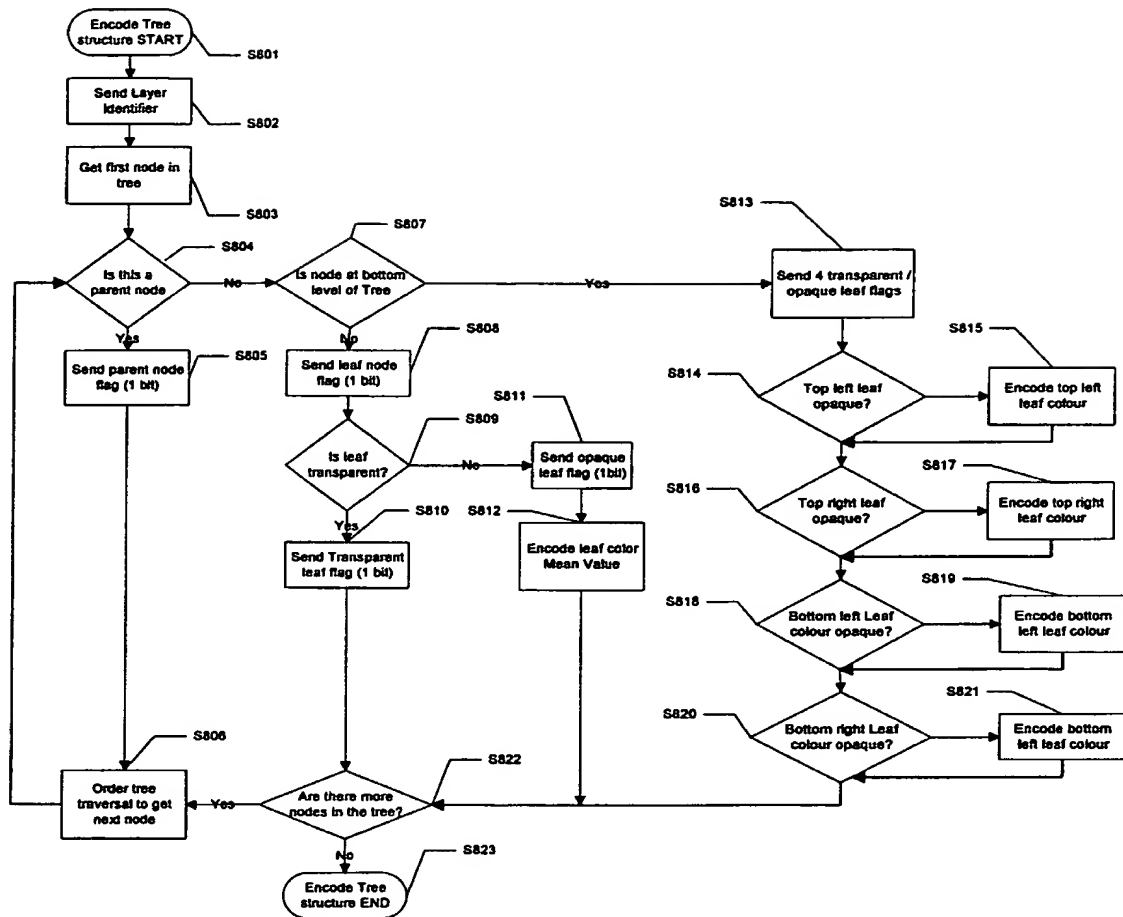 Encode Tree
structure START
S801
Send Layer
Identifier
S802
Get first node in
tree
S803
S804
Is this a
parent node
No
S807
Is node at bottom
level of Tree
Yes
S813
Send 4 transparent /
opaque leaf flags
Yes
S805
Send parent node
flag (1 bit)
No
S808
Send leaf node
flag (1 bit)
S809
Is leaf
transparent?
No
S811
Send opaque
leaf flag (1bit)
S812
Encode leaf color
Mean Value
Yes
S810
Send Transparent
leaf flag (1 bit)
S814
Top left leaf
opaque?
S815
Encode top left
leaf colour
S816
Top right leaf
opaque?
S817
Encode top right
leaf colour
S818
Bottom left Leaf
colour opaque?
S819
Encode bottom
left leaf colour
S820
Bottom right Leaf
colour opaque?
S821
Encode bottom
left leaf colour
S806
Order tree
traversal to get
next node
Yes
S822
Are there more
nodes in the tree?
No
S823
Encode Tree
structure END